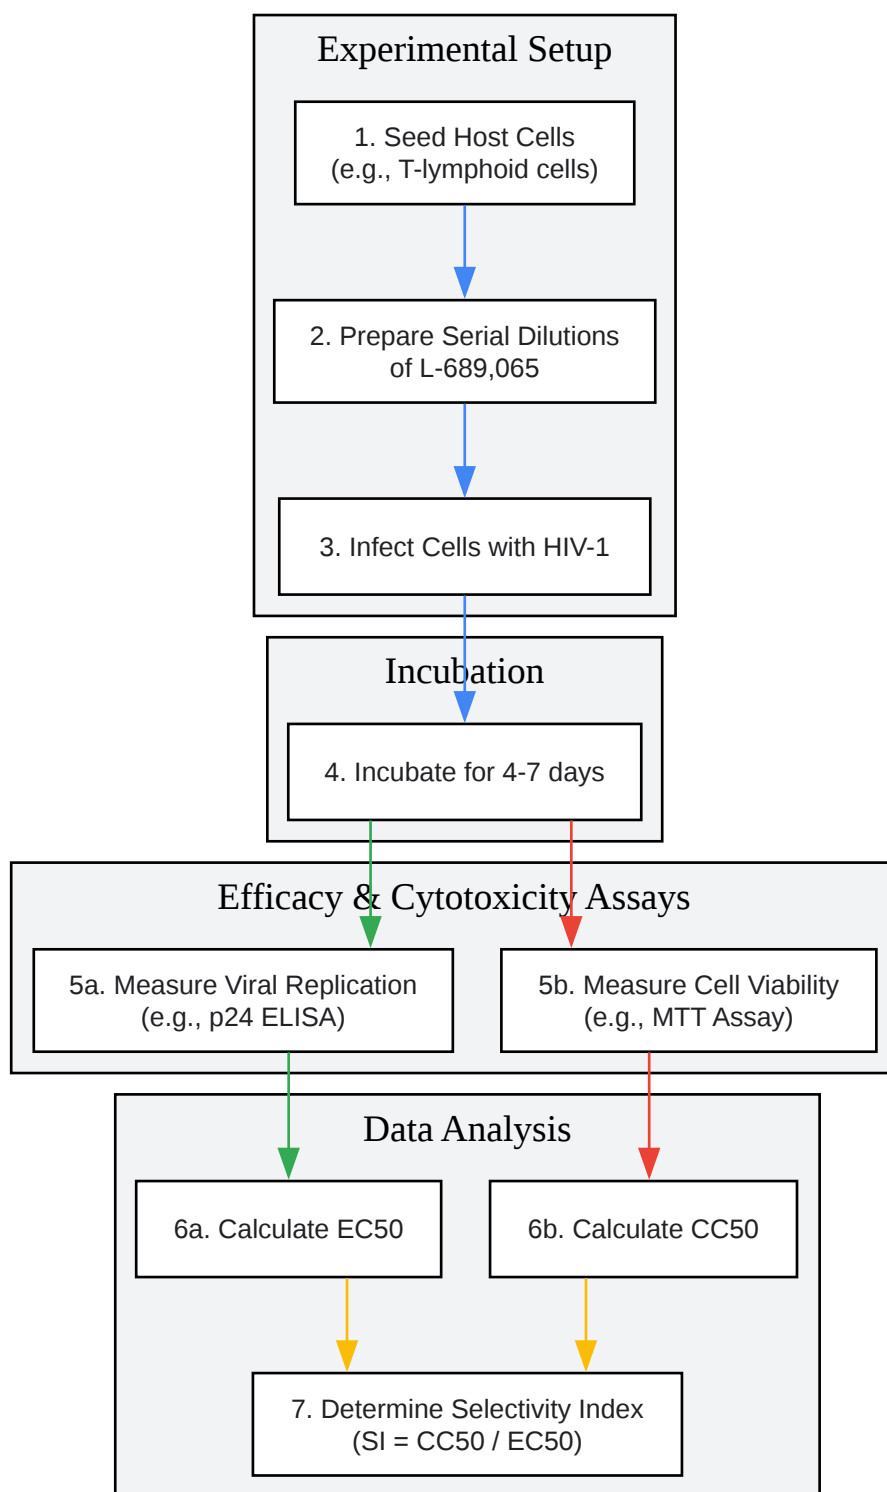 Experimental Setup
1. Seed Host Cells
(e.g., T-lymphoid cells)
2. Prepare Serial Dilutions
of L-689,065
3. Infect Cells with HIV-1
Incubation
4. Incubate for 4-7 days
Efficacy & Cytotoxicity Assays
5a. Measure Viral Replication
(e.g., p24 ELISA)
5b. Measure Cell Viability
(e.g., MTT Assay)
Data Analysis
6a. Calculate EC50
6b. Calculate CC50
7. Determine Selectivity Index
(SI = CC50 / EC50)